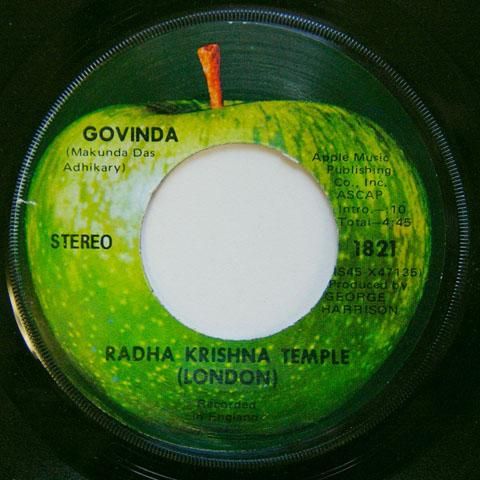 GOVINDA
(Makunda Das
Adhikary)
STEREO
Apple Music
Publishing
Co., Inc.
ASCAP
Intro.—:10
Total—4:45
1821
(S45-X47135)
Produced by
GEORGE
HARRISON
RADHA KRISHNA TEMPLE
(LONDON)
Recorded
in England